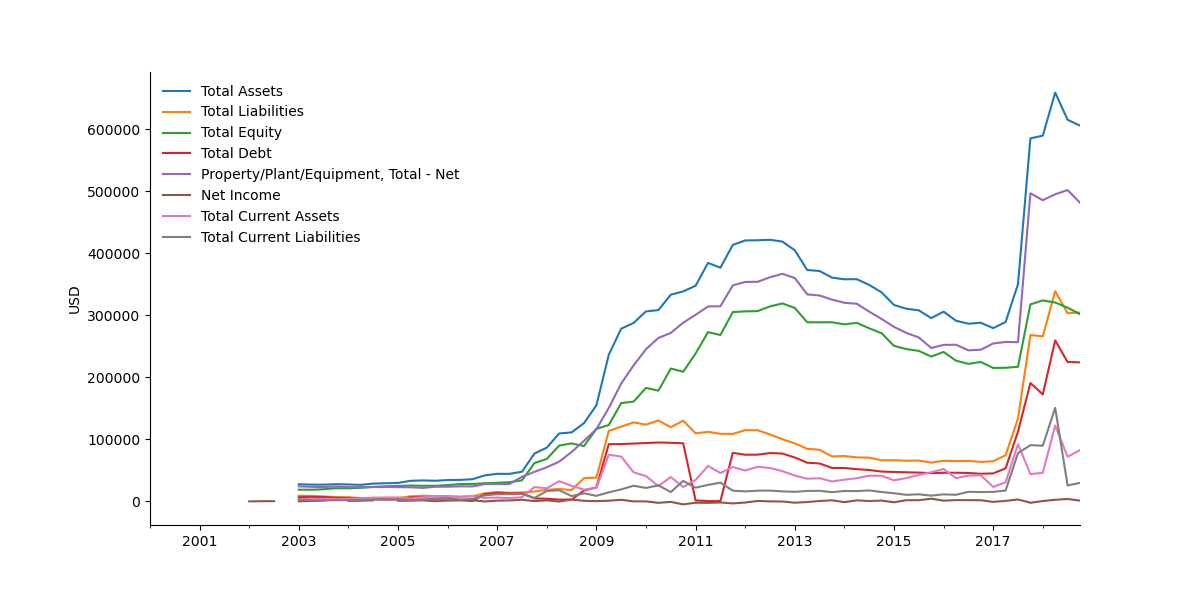 Total Assets
Total Liabilities
Total Equity
Total Debt
Property/Plant/Equipment, Total - Net
Net Income
Total Current Assets
Total Current Liabilities
USD
600000
500000
400000
300000
200000
100000
0
2001 2003 2005 2007 2009 2011 2013 2015 2017